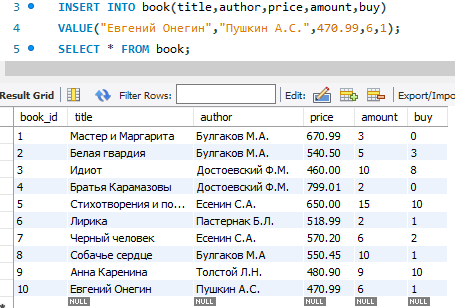 3 INSERT INTO book(title,author,price,amount,buy)
4 VALUE("Евгений Онегин","Пушкин А.С.",470.99,6,1);
5 SELECT * FROM book;
Result Grid Filter Rows: Edit: Export/Impo
book_id title author price amount buy
1 Мастер и Маргарита Булгаков М.А. 670.99 3 0
2 Белая гвардия Булгаков М.А. 540.50 5 3
3 Идиот Достоевский Ф.М. 460.00 10 8
4 Братья Карамазовы Достоевский Ф.М. 799.01 2 0
5 Стихотворения и по... Есенин С.А. 650.00 15 10
6 Лирика Пастернак Б.Л. 518.99 2 1
7 Черный человек Есенин С.А. 570.20 6 2
8 Собачье сердце Булгаков М.А 550.45 10 1
9 Анна Каренина Толстой Л.Н. 480.90 9 10
10 Евгений Онегин Пушкин А.С. 470.99 6 1
NULL NULL NULL NULL NULL NULL